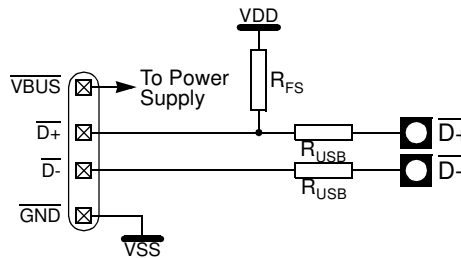 VDD
VBUS
To Power
Supply
RFS
D+
D+
RUSB
D-
D-
RUSB
GND
VSS